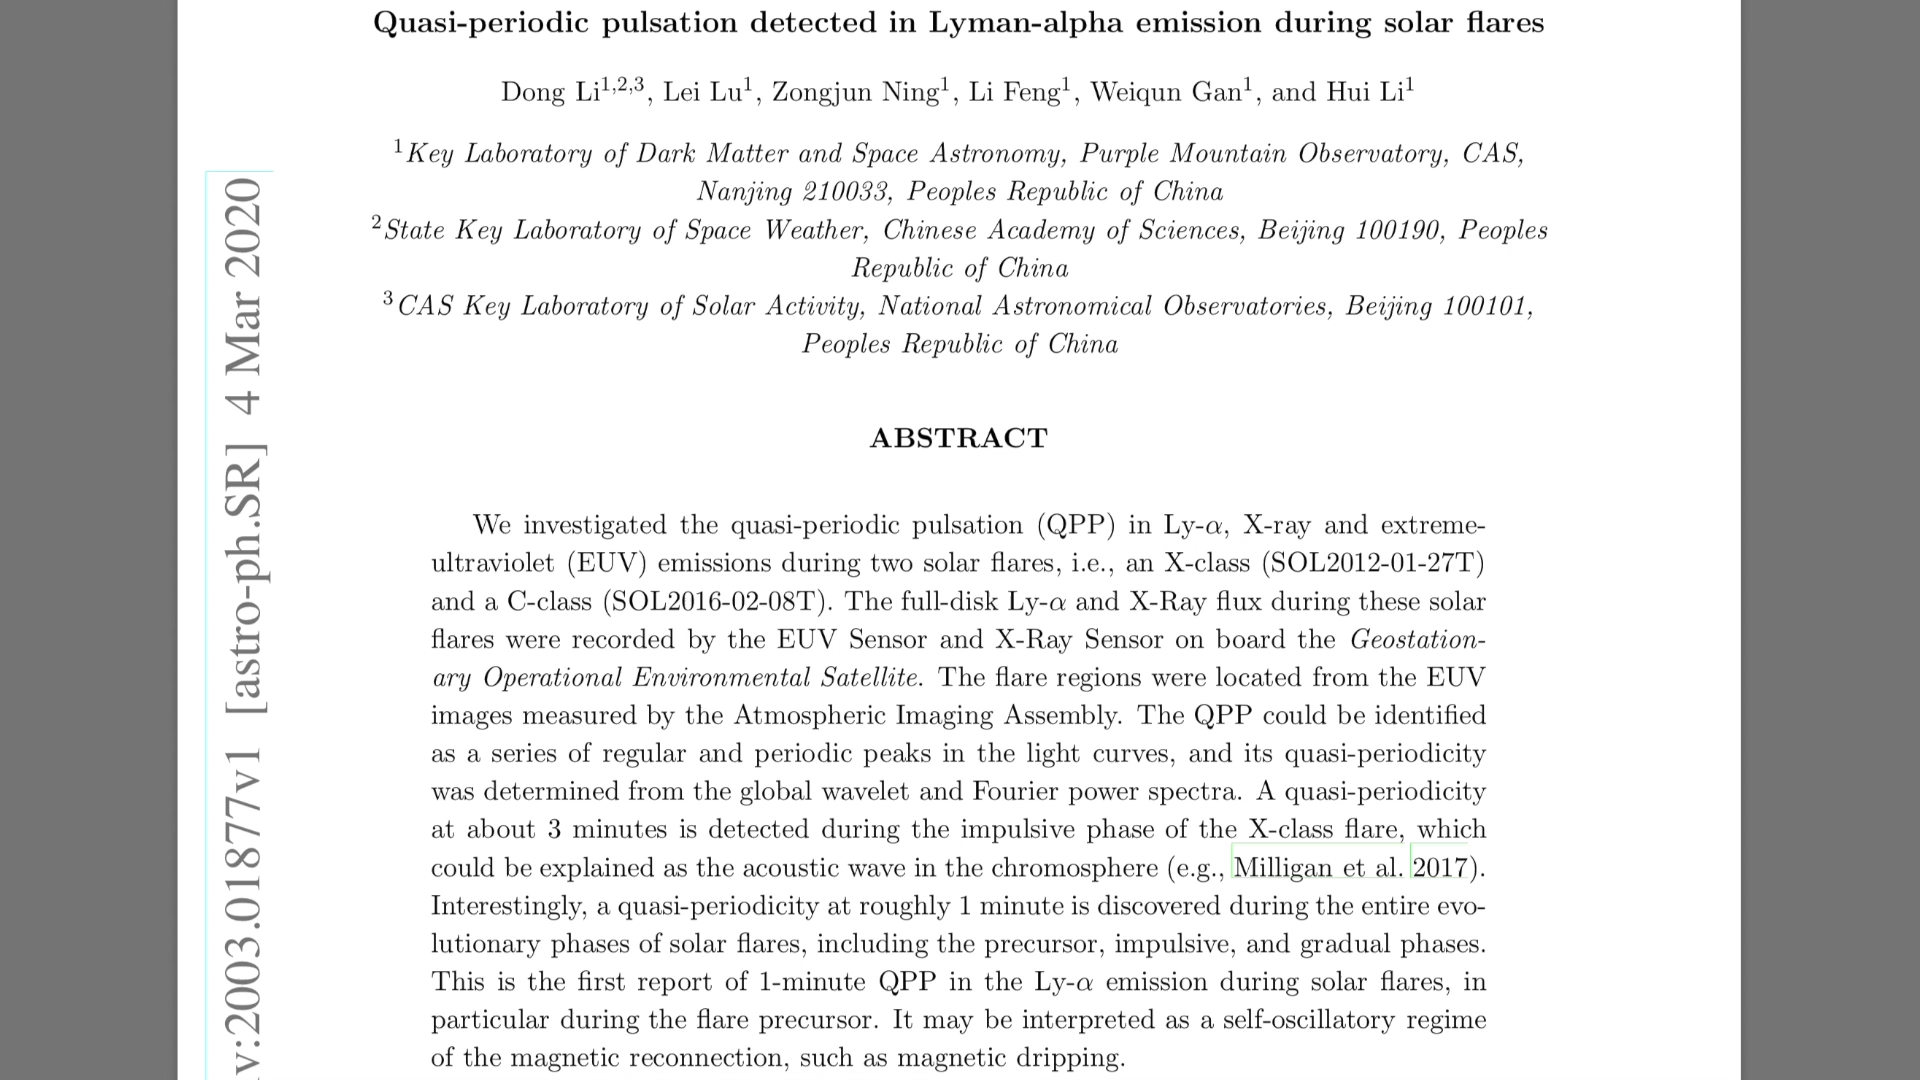 Quasi-periodic pulsation detected in Lyman-alpha emission during solar flares
Dong Li1,2,3, Lei Lu1, Zongjun Ning1, Li Feng1, Weiqun Gan1, and Hui Li1
1Key Laboratory of Dark Matter and Space Astronomy, Purple Mountain Observatory, CAS,
Nanjing 210033, Peoples Republic of China
2State Key Laboratory of Space Weather, Chinese Academy of Sciences, Beijing 100190, Peoples
Republic of China
3CAS Key Laboratory of Solar Activity, National Astronomical Observatories, Beijing 100101,
Peoples Republic of China
ABSTRACT
We investigated the quasi-periodic pulsation (QPP) in Ly-α, X-ray and extreme-
ultraviolet (EUV) emissions during two solar flares, i.e., an X-class (SOL2012-01-27T)
and a C-class (SOL2016-02-08T). The full-disk Ly-α and X-Ray flux during these solar
flares were recorded by the EUV Sensor and X-Ray Sensor on board the Geostation-
ary Operational Environmental Satellite. The flare regions were located from the EUV
images measured by the Atmospheric Imaging Assembly. The QPP could be identified
as a series of regular and periodic peaks in the light curves, and its quasi-periodicity
was determined from the global wavelet and Fourier power spectra. A quasi-periodicity
at about 3 minutes is detected during the impulsive phase of the X-class flare, which
could be explained as the acoustic wave in the chromosphere (e.g., Milligan et al. 2017).
Interestingly, a quasi-periodicity at roughly 1 minute is discovered during the entire evo-
lutionary phases of solar flares, including the precursor, impulsive, and gradual phases.
This is the first report of 1-minute QPP in the Ly-α emission during solar flares, in
particular during the flare precursor. It may be interpreted as a self-oscillatory regime
of the magnetic reconnection, such as magnetic dripping.
v:2003.01877v1 [astro-ph.SR] 4 Mar 2020